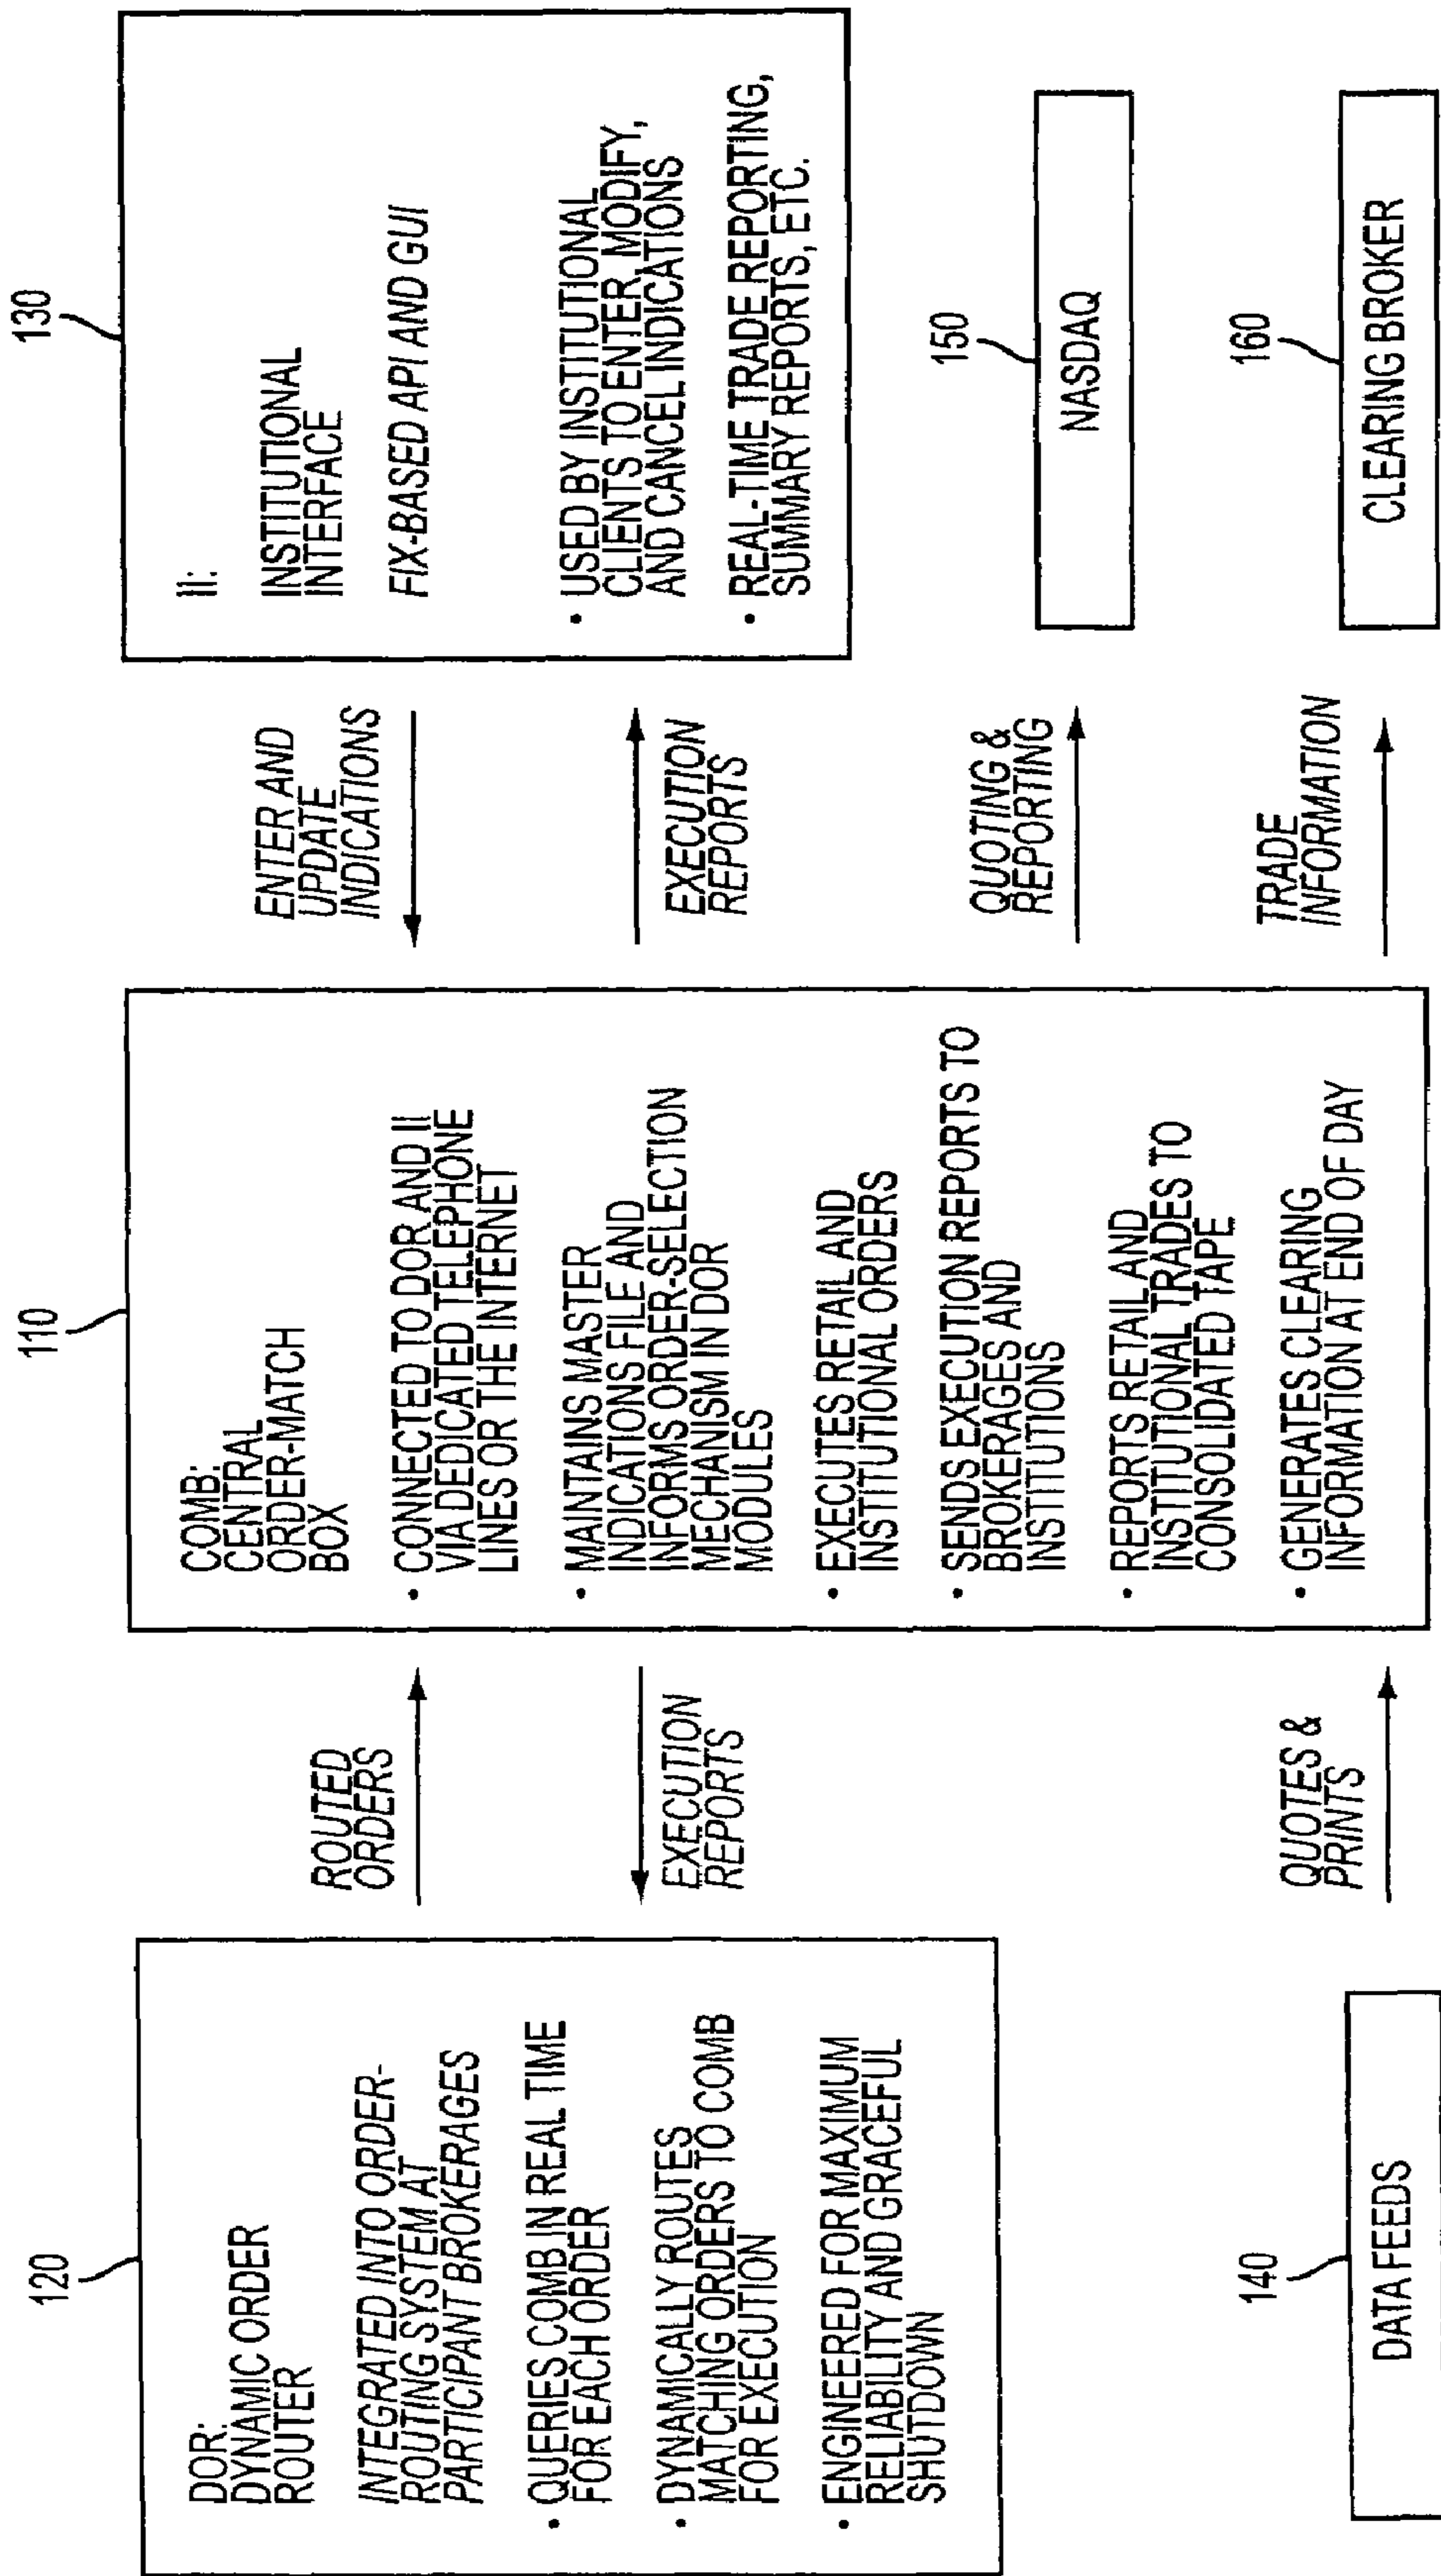 120
DOR:
DYNAMIC ORDER
ROUTER
INTEGRATED INTO ORDER-
ROUTING SYSTEM AT
PARTICIPANT BROKERAGES
• QUERIES COMB IN REAL TIME
FOR EACH ORDER
• DYNAMICALLY ROUTES
MATCHING ORDERS TO COMB
FOR EXECUTION
• ENGINEERED FOR MAXIMUM
RELIABILITY AND GRACEFUL
SHUTDOWN
140
DATA FEEDS
ROUTED
ORDERS
EXECUTION
REPORTS
QUOTES &
PRINTS
110
COMB:
CENTRAL
ORDER-MATCH
BOX
• CONNECTED TO DOR AND II
VIA DEDICATED TELEPHONE
LINES OR THE INTERNET
• MAINTAINS MASTER
INDICATIONS FILE AND
INFORMS ORDER-SELECTION
MECHANISM IN DOR
MODULES
• EXECUTES RETAIL AND
INSTITUTIONAL ORDERS
• SENDS EXECUTION REPORTS TO
BROKERAGES AND
INSTITUTIONS
• REPORTS RETAIL AND
INSTITUTIONAL TRADES TO
CONSOLIDATED TAPE
• GENERATES CLEARING
INFORMATION AT END OF DAY
ENTER AND
UPDATE
INDICATIONS
EXECUTION
REPORTS
QUOTING &
REPORTING
TRADE
INFORMATION
130
II:
INSTITUTIONAL
INTERFACE
FIX-BASED API AND GUI
• USED BY INSTITUTIONAL
CLIENTS TO ENTER, MODIFY,
AND CANCEL INDICATIONS
• REAL-TIME TRADE REPORTING,
SUMMARY REPORTS, ETC.
150
NASDAQ
160
CLEARING BROKER